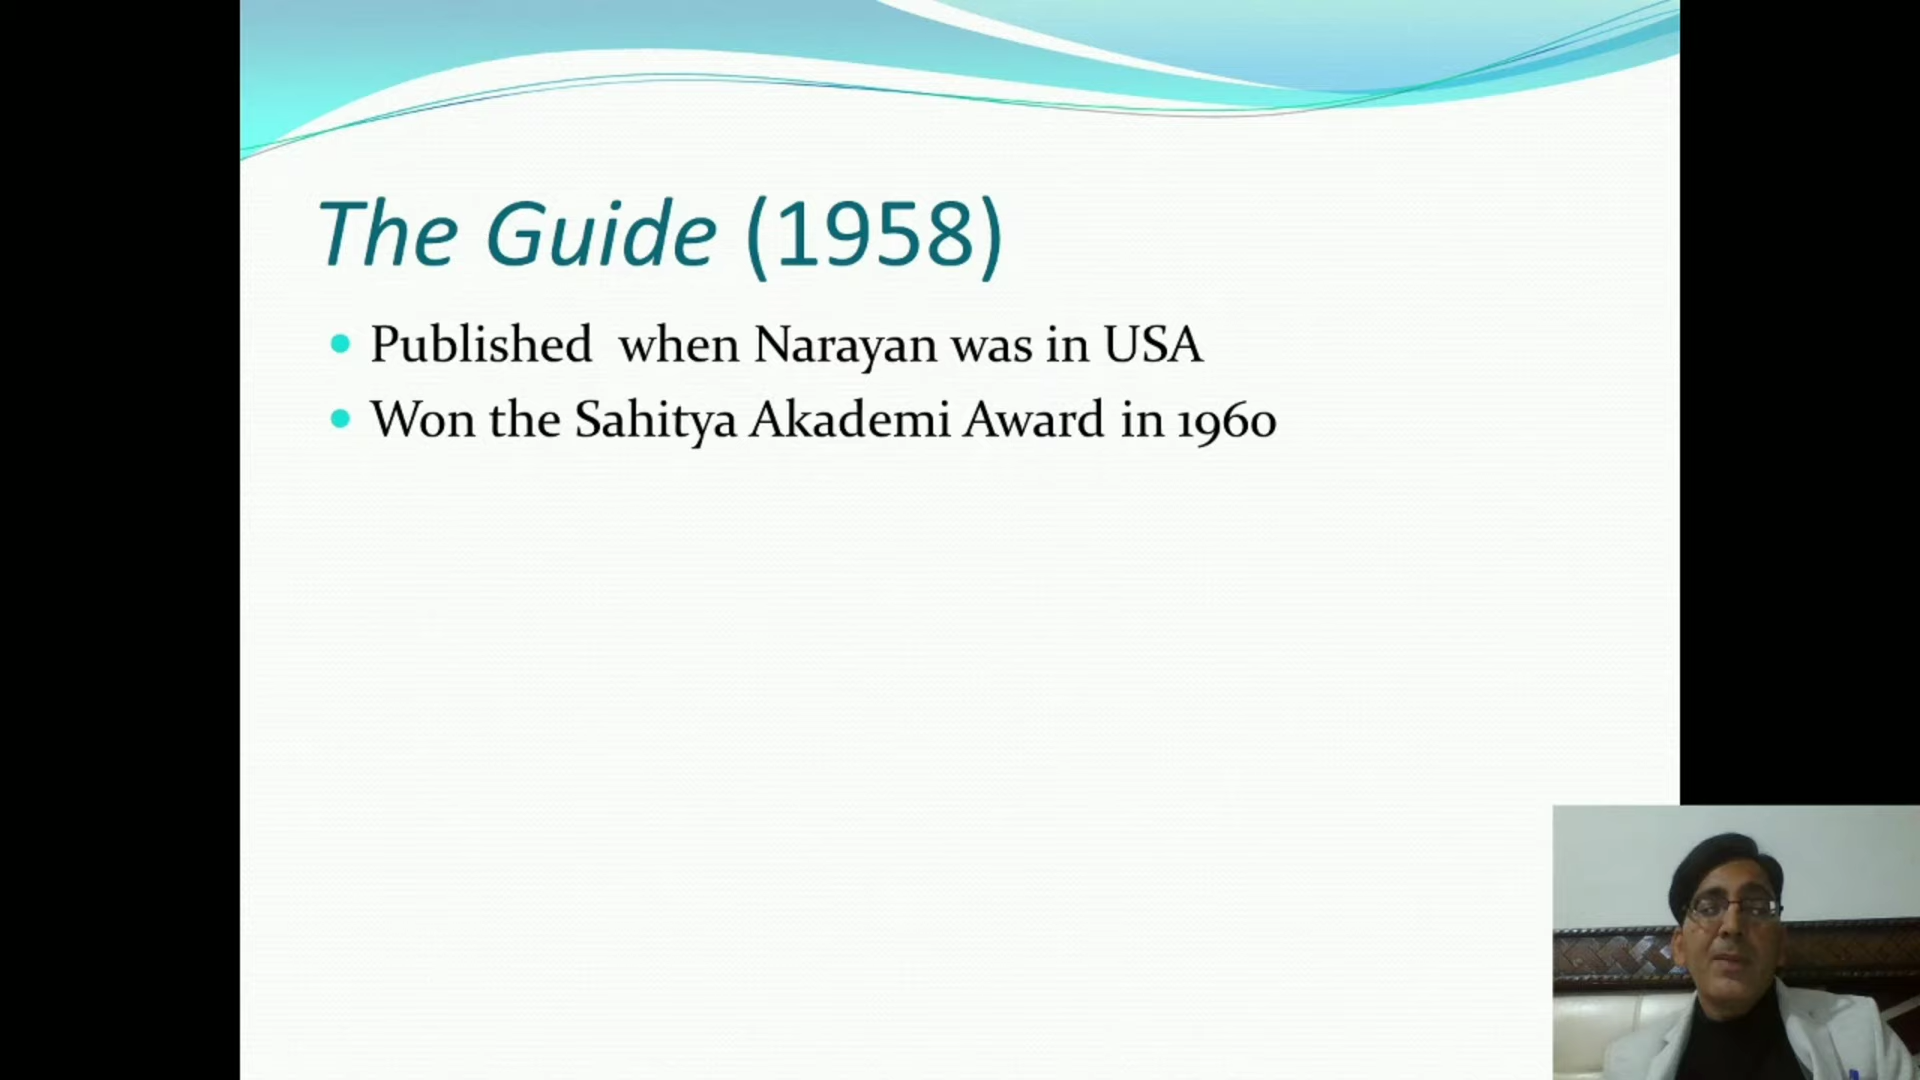 The Guide (1958)
Published when Narayan was in USA
Won the Sahitya Akademi Award in 1960